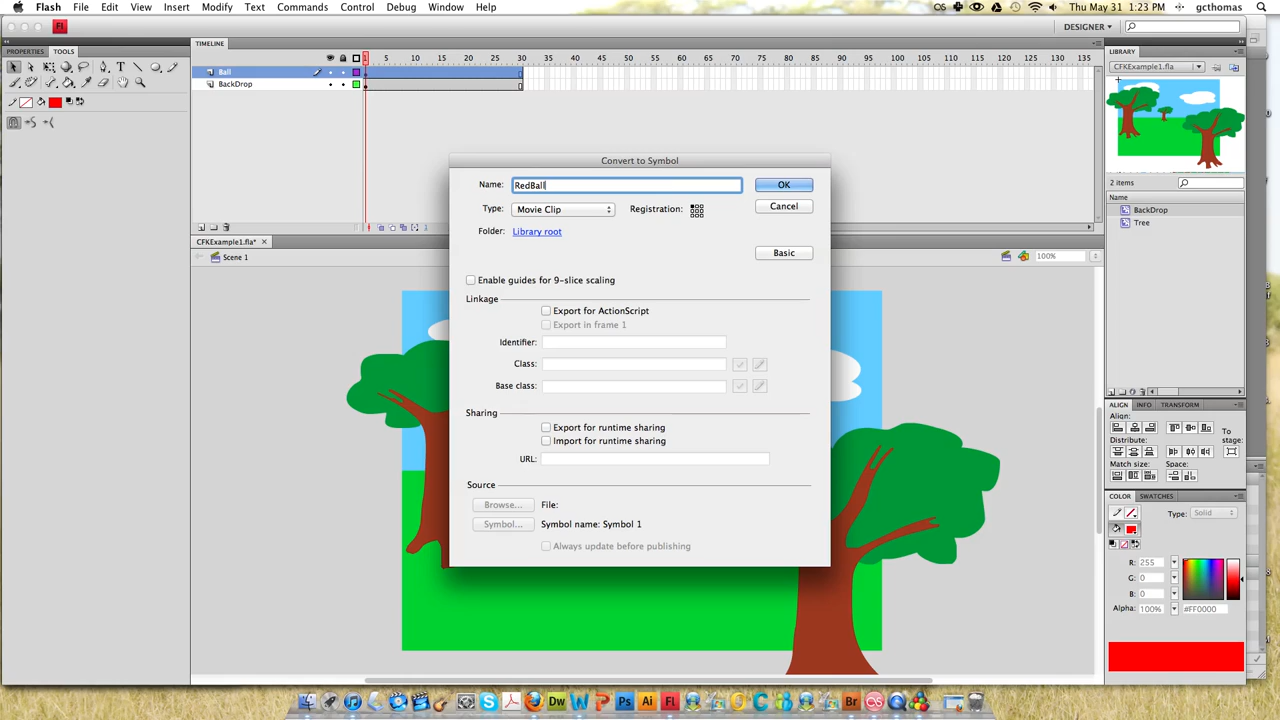 Flash File Edit View Insert Modify Text Commands Control Debug Window Help
Thu May 31 1:23 PM gcthomas
Fl DESIGNER
PROPERTIES TOOLS
TIMELINE
1 5 10 15 20 25 30 35 40 45 50 55 60 65 70 75 80 85 90 95 100 105 110 115 120 125 130 135
Ball
BackDrop
CFKExample1.fla*
Scene 1
100%
Convert to Symbol
Name: RedBall OK
Type: Movie Clip Registration: Cancel
Folder: Library root
Basic
Enable guides for 9-slice scaling
Linkage
Export for ActionScript
Export in frame 1
Identifier:
Class:
Base class:
Sharing
Export for runtime sharing
Import for runtime sharing
URL:
Source
Browse... File:
Symbol... Symbol name: Symbol 1
Always update before publishing
LIBRARY
CFKExample1.fla
2 items
Name
BackDrop
Tree
ALIGN INFO TRANSFORM
Align:
Distribute: To
stage:
Match size: Space:
COLOR SWATCHES
Type: Solid
R: 255
G: 0
B: 0
Alpha: 100% #FF0000
Dw W P Ps Ai Fl Br